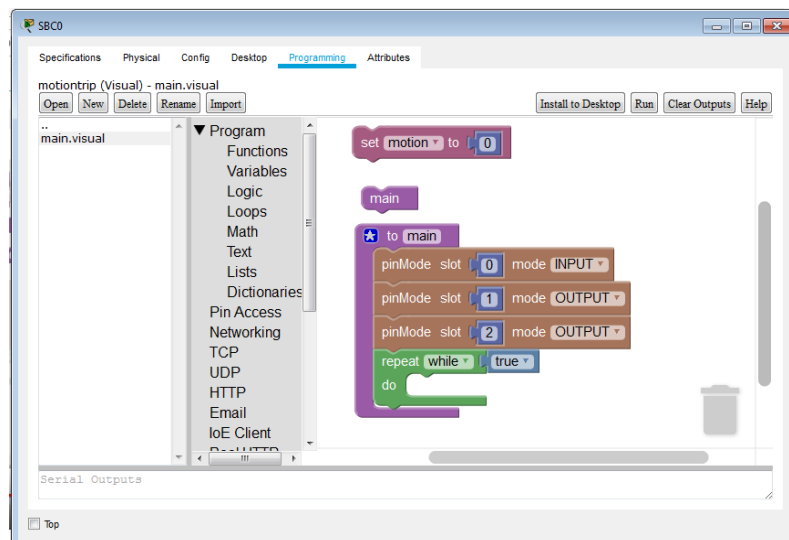 SBC0
Specifications Physical Config Desktop Programming Attributes
motiontrip (Visual) - main.visual
Open New Delete Rename Import Install to Desktop Run Clear Outputs Help
..
main.visual
Program
Functions
Variables
Logic
Loops
Math
Text
Lists
Dictionaries
Pin Access
Networking
TCP
UDP
HTTP
Email
IoE Client
set motion to 0
main
to main
pinMode slot 0 mode INPUT
pinMode slot 1 mode OUTPUT
pinMode slot 2 mode OUTPUT
repeat while true
do
Serial Outputs
Top